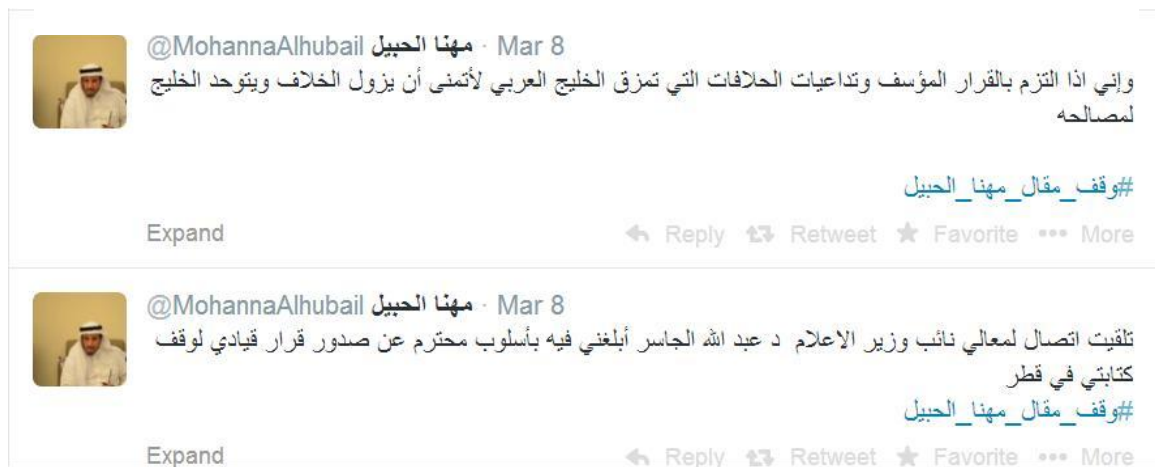 مهنا الحبيل @MohannaAlhubail · Mar 8
وإني اذا التزم بالقرار المؤسف وتداعيات الحلافات التي تمزق الخليج العربي لأتمنى أن يزول الخلاف ويتوحد الخليج
لمصالحه
#وقف_مقال_مهنا_الحبيل
Expand Reply Retweet Favorite More
مهنا الحبيل @MohannaAlhubail · Mar 8
تلقيت اتصال لمعالي نائب وزير الاعلام د عبد الله الجاسر أبلغني فيه بأسلوب محترم عن صدور قرار قيادي لوقف
كتابتي في قطر
#وقف_مقال_مهنا_الحبيل
Expand Reply Retweet Favorite More